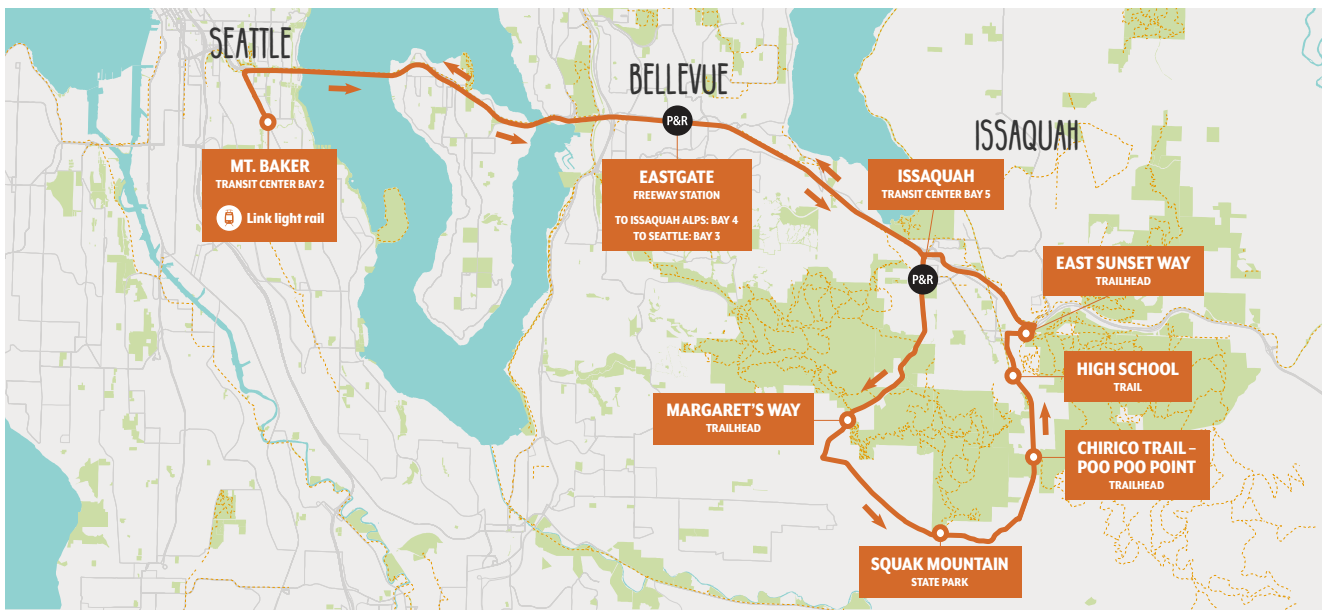 SEATTLE
BELLEVUE
ISSAQUAH
MT. BAKER
TRANSIT CENTER BAY 2
Link light rail
P&R
EASTGATE
FREEWAY STATION
TO ISSAQUAH ALPS: BAY 4
TO SEATTLE: BAY 3
ISSAQUAH
TRANSIT CENTER BAY 5
P&R
EAST SUNSET WAY
TRAILHEAD
HIGH SCHOOL
TRAIL
MARGARET'S WAY
TRAILHEAD
CHIRICO TRAIL –
POO POO POINT
TRAILHEAD
SQUAK MOUNTAIN
STATE PARK